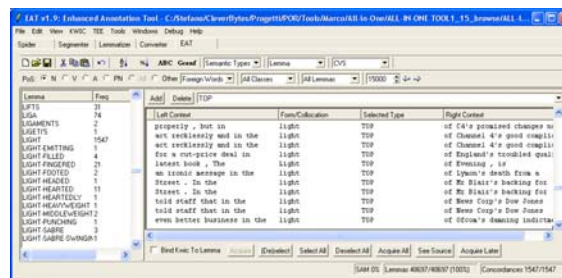 EAT v1.9: Enhanced Annotation Tool - C:/Stefano/CleverBytes/Progetti/POR/Tools/Marco/All-in One/ALL-IN ONE TOOL1_15_browse/ALL-I...
File Edit View KWIC TEE Tools Windows Debug Help
Spider Segmenter Lemmatizer Converter EAT
ABC Semantic Types Lemma CVS
PoS: N C V C A C PN C Other Foreign Words All Classes All Lemmas 15000
Lemma Freq
LIFTS 31
LIGA 74
LIGAMENTS 2
LIGETI'S 1
LIGHT 1547
LIGHT-EMITTING 1
LIGHT-FILLED 4
LIGHT-FINGERED 21
LIGHT-FOOTED 2
LIGHT-HEADED 1
LIGHT-HEARTED 11
LIGHT-HEARTEDLY 1
LIGHT-HEAVYWEIGHT 1
LIGHT-MIDDLEWEIGHT 2
LIGHT-PUNCHING 1
LIGHT-SABRE 3
LIGHT-SABRE-SWINGIN 1
Add Delete TOP
Left Context Form/Collocation Selected Type Right Context
properly , but in light TOP of C4's promised changes
act recklessly and in the light TOP of Channel 4's good
act recklessly and in the light TOP of Channel 4's good
for a cut-price deal in light TOP of England's troubled
latest book , The light TOP of Evening , is
an ironic message in the light TOP of Lymon's death from a
Street . In the light TOP of Mr Blair's backing for
Street . In the light TOP of Mr Blair's backing for
told staff that in the light TOP of News Corp's Dow Jones
told staff that in the light TOP of News Corp's Dow Jones
even better business in the light TOP of Ofcom's damning
Bind Kwic To Lemma Acquire (De)select Select All Deselect All Acquire All See Source Acquire Later
SAM 0% Lemmas 40697/40697 (100%) Concordances 1547/1547